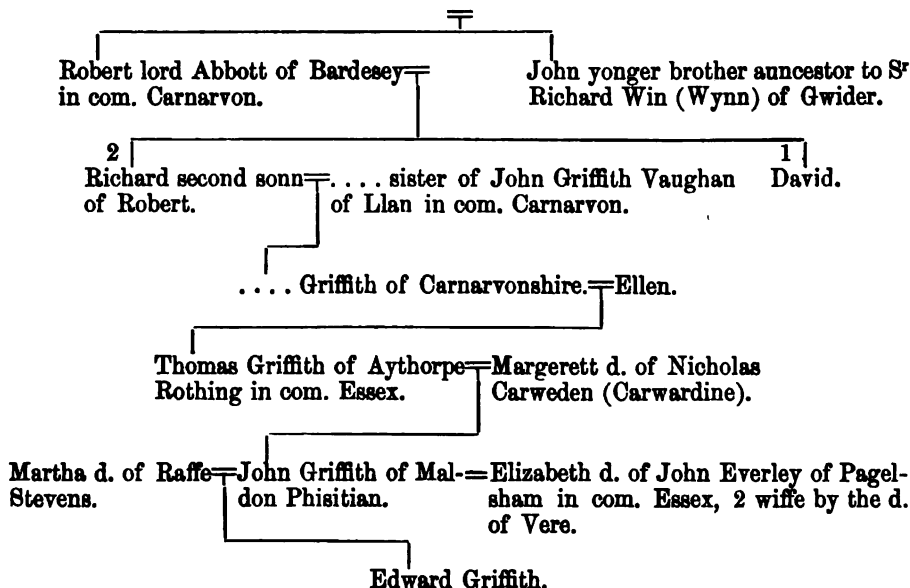 Robert lord Abbott of Bardesey
in com. Carnarvon.
John yonger brother auncestor to Sr
Richard Win (Wynn) of Gwider.
2
Richard second sonn
of Robert.
.... sister of John Griffith Vaughan
of Llan in com. Carnarvon.
1
David.
.... Griffith of Carnarvonshire.
Ellen.
Thomas Griffith of Aythorpe
Rothing in com. Essex.
Margerett d. of Nicholas
Carweden (Carwardine).
Martha d. of Raffe
Stevens.
John Griffith of Mal-
don Phisitian.
Elizabeth d. of John Everley of Pagel-
sham in com. Essex, 2 wiffe by the d.
of Vere.
Edward Griffith.